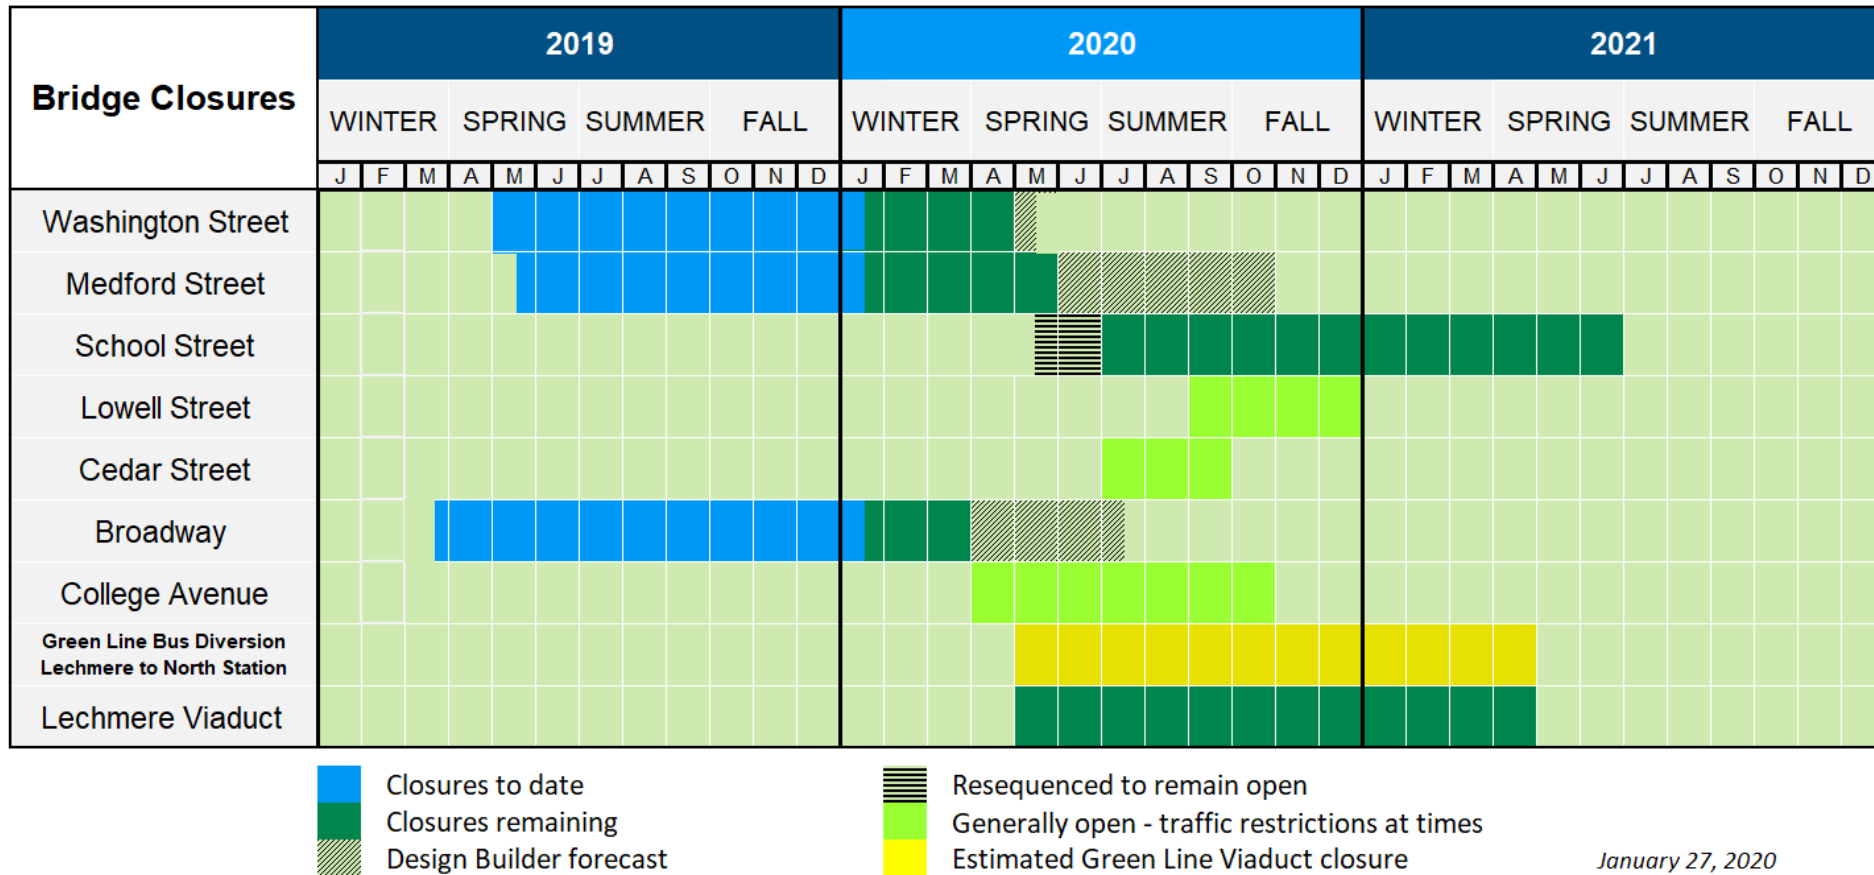 Bridge Closures
2019 2020 2021
WINTER SPRING SUMMER FALL WINTER SPRING SUMMER FALL WINTER SPRING SUMMER FALL
J F M A M J J A S O N D J F M A M J J A S O N D J F M A M J J A S O N D
Washington Street
Medford Street
School Street
Lowell Street
Cedar Street
Broadway
College Avenue
Green Line Bus Diversion
Lechmere to North Station
Lechmere Viaduct
Closures to date
Closures remaining
Design Builder forecast
Resequenced to remain open
Generally open - traffic restrictions at times
Estimated Green Line Viaduct closure
January 27, 2020